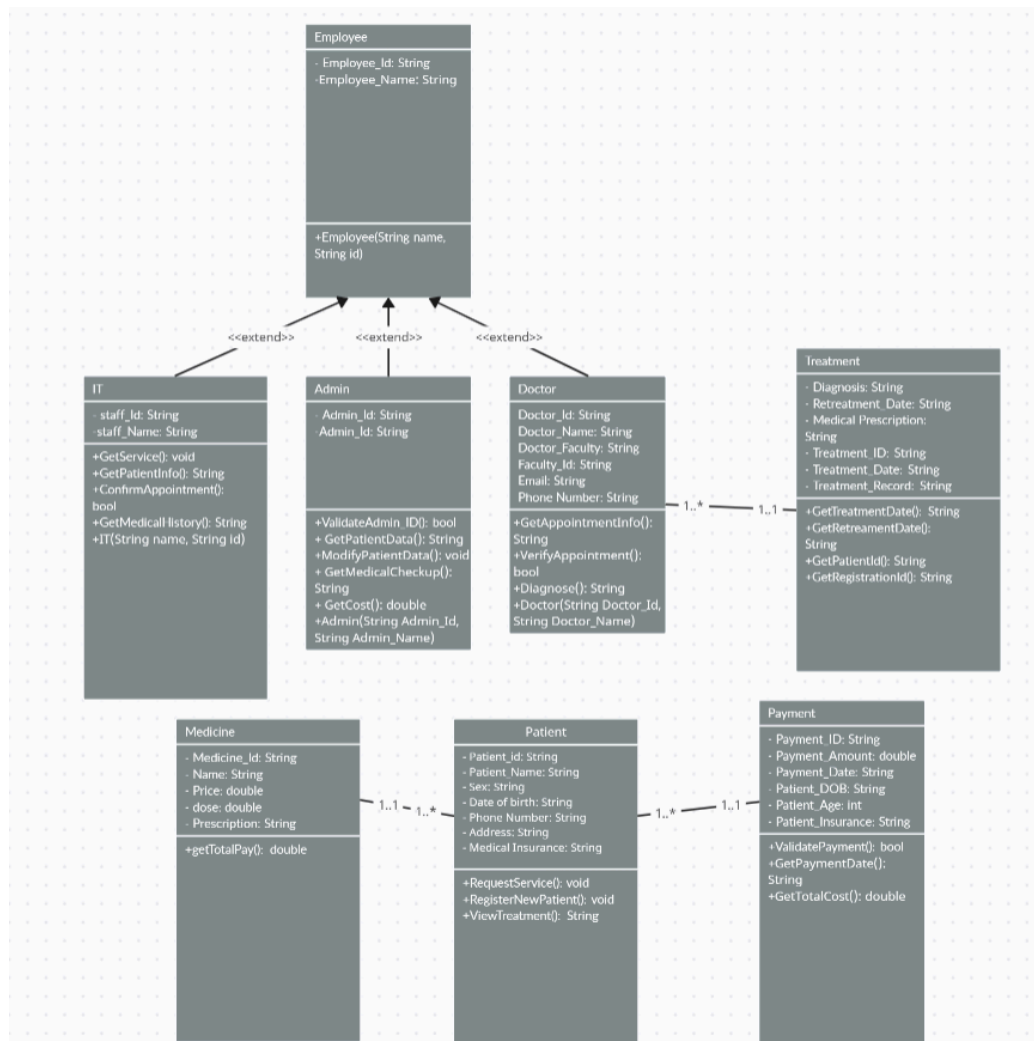 Employee
- Employee_Id: String
-Employee_Name: String
+Employee(String name,
String id)
<<extend>>
<<extend>>
<<extend>>
IT
- staff_Id: String
-staff_Name: String
+GetService(): void
+GetPatientInfo(): String
+ConfirmAppointment():
bool
+GetMedicalHistory(): String
+IT(String name, String id)
Admin
- Admin_Id: String
-Admin_Id: String
+ValidateAdmin_ID(): bool
+ GetPatientData(): String
+ModifyPatientData(): void
+ GetMedicalCheckup():
String
+ GetCost(): double
+Admin(String Admin_Id,
String Admin_Name)
Doctor
Doctor_Id: String
Doctor_Name: String
Doctor_Faculty: String
Faculty_Id: String
Email: String
Phone Number: String
+GetAppointmentInfo():
String
+VerifyAppointment():
bool
+Diagnose(): String
+Doctor(String Doctor_Id,
String Doctor_Name)
1..*
1..1
Treatment
- Diagnosis: String
- Retreatment_Date: String
- Medical Prescription:
String
- Treatment_ID: String
- Treatment_Date: String
- Treatment_Record: String
+GetTreatmentDate(): String
+GetRetreamentDate():
String
+GetPatientId(): String
+GetRegistrationId(): String
Medicine
- Medicine_Id: String
- Name: String
- Price: double
- dose: double
- Prescription: String
+getTotalPay(): double
1..1
1..*
Patient
- Patient_id: String
- Patient_Name: String
- Sex: String
- Date of birth: String
- Phone Number: String
- Address: String
- Medical Insurance: String
+RequestService(): void
+RegisterNewPatient(): void
+ViewTreatment(): String
1..*
1..1
Payment
- Payment_ID: String
- Payment_Amount: double
- Payment_Date: String
- Patient_DOB: String
- Patient_Age: int
- Patient_Insurance: String
+ValidatePayment(): bool
+GetPaymentDate():
String
+GetTotalCost(): double